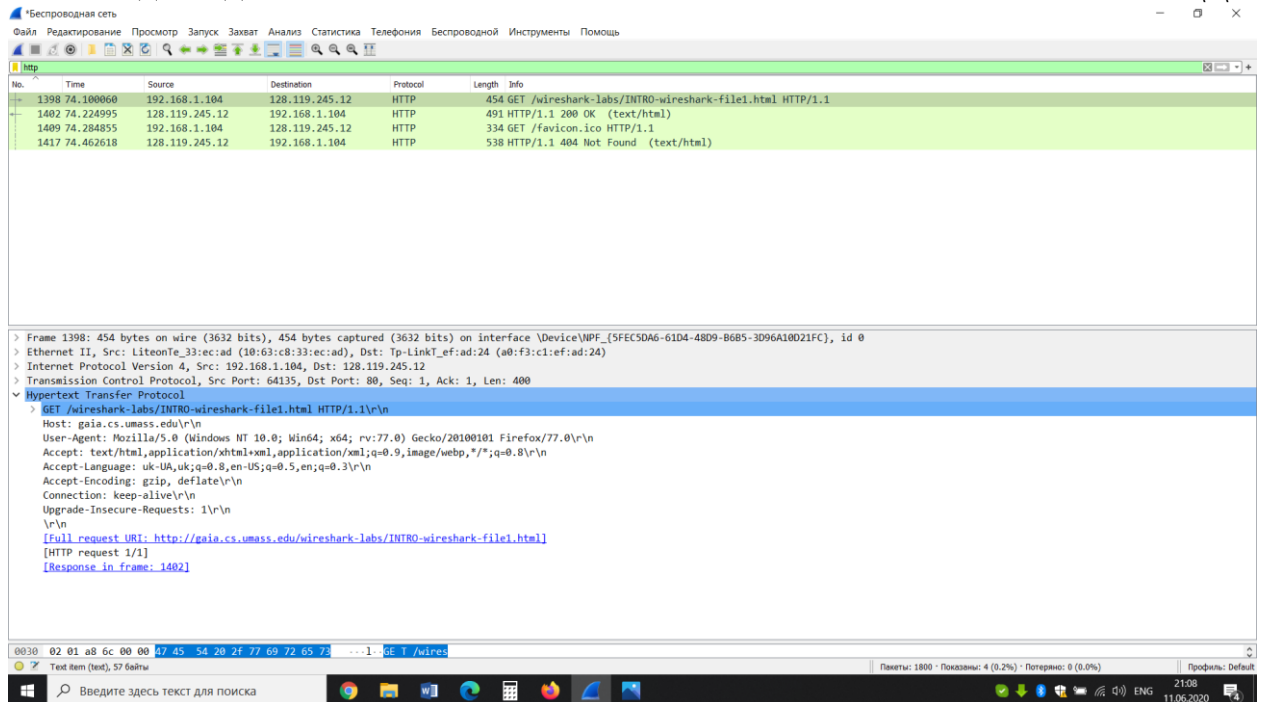 *Беспроводная сеть
Файл Редактирование Просмотр Запуск Захват Анализ Статистика Телефония Беспроводной Инструменты Помощь
http
No. Time Source Destination Protocol Length Info
1398 74.100060 192.168.1.104 128.119.245.12 HTTP 454 GET /wireshark-labs/INTRO-wireshark-file1.html HTTP/1.1
1402 74.224995 128.119.245.12 192.168.1.104 HTTP 491 HTTP/1.1 200 OK (text/html)
1409 74.284855 192.168.1.104 128.119.245.12 HTTP 334 GET /favicon.ico HTTP/1.1
1417 74.462618 128.119.245.12 192.168.1.104 HTTP 538 HTTP/1.1 404 Not Found (text/html)
> Frame 1398: 454 bytes on wire (3632 bits), 454 bytes captured (3632 bits) on interface \Device\NPF_{5FEC5DA6-61D4-48D9-B6B5-3D96A10D21FC}, id 0
> Ethernet II, Src: LiteonTe_33:ec:ad (10:63:c8:33:ec:ad), Dst: Tp-LinkT_ef:ad:24 (a0:f3:c1:ef:ad:24)
> Internet Protocol Version 4, Src: 192.168.1.104, Dst: 128.119.245.12
> Transmission Control Protocol, Src Port: 64135, Dst Port: 80, Seq: 1, Ack: 1, Len: 400
Hypertext Transfer Protocol
> GET /wireshark-labs/INTRO-wireshark-file1.html HTTP/1.1\r\n
Host: gaia.cs.umass.edu\r\n
User-Agent: Mozilla/5.0 (Windows NT 10.0; Win64; x64; rv:77.0) Gecko/20100101 Firefox/77.0\r\n
Accept: text/html,application/xhtml+xml,application/xml;q=0.9,image/webp,*/*;q=0.8\r\n
Accept-Language: uk-UA,uk;q=0.8,en-US;q=0.5,en;q=0.3\r\n
Accept-Encoding: gzip, deflate\r\n
Connection: keep-alive\r\n
Upgrade-Insecure-Requests: 1\r\n
\r\n
[Full request URI: http://gaia.cs.umass.edu/wireshark-labs/INTRO-wireshark-file1.html]
[HTTP request 1/1]
[Response in frame: 1402]
0030 02 01 a8 6c 00 00 47 45 54 20 2f 77 69 72 65 73 ···l··GE T /wires
Text item (text), 57 байты Пакеты: 1800 · Показаны: 4 (0.2%) · Потеряно: 0 (0.0%) Профиль: Default
Введите здесь текст для поиска ENG 21:08
11.06.2020 4